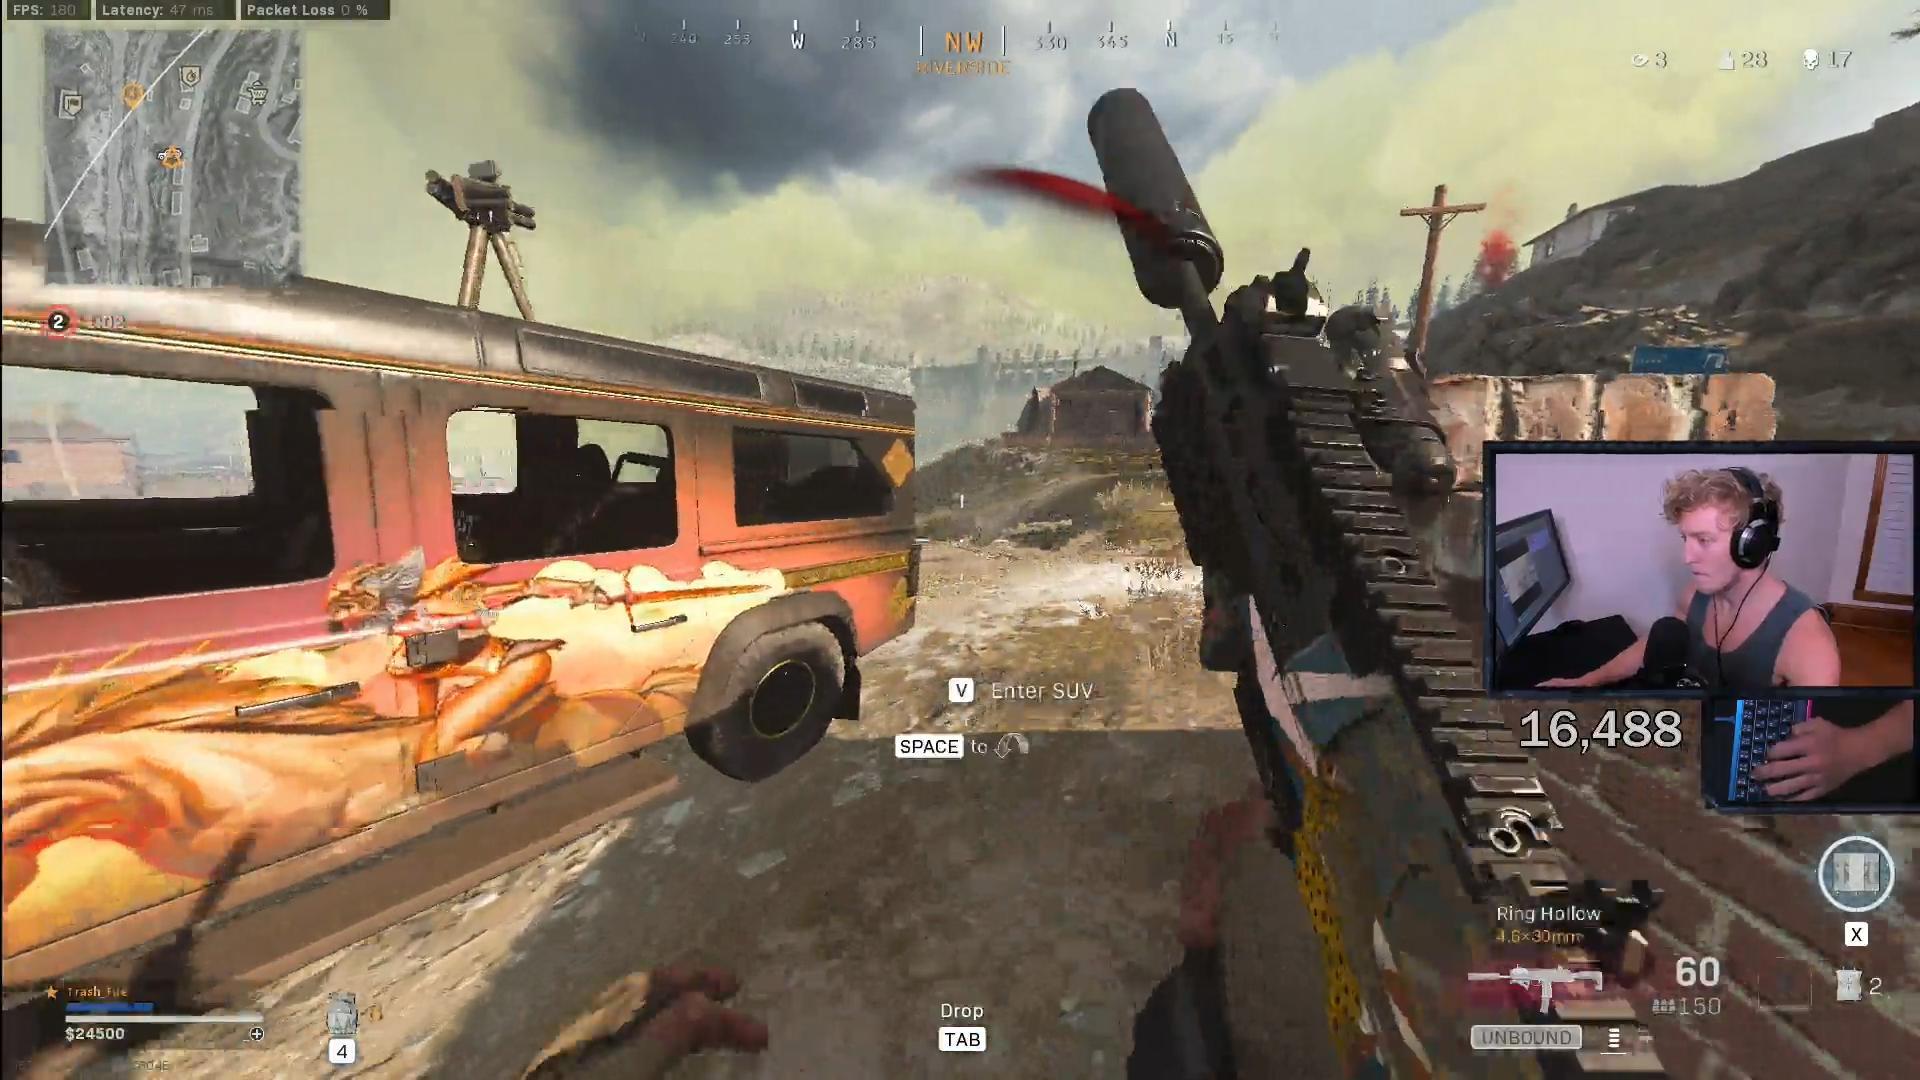 FPS: 180 Latency: 47 ms Packet Loss 0 %
240 255 W 285 NW 330 345 N 15
RIVERSIDE
3 28 17
2
V Enter SUV
SPACE to
16,488
Ring Hollow
4.6×30mm
X
60
150
2
UNBOUND
Trash_Fue
$24500
4
Drop
TAB